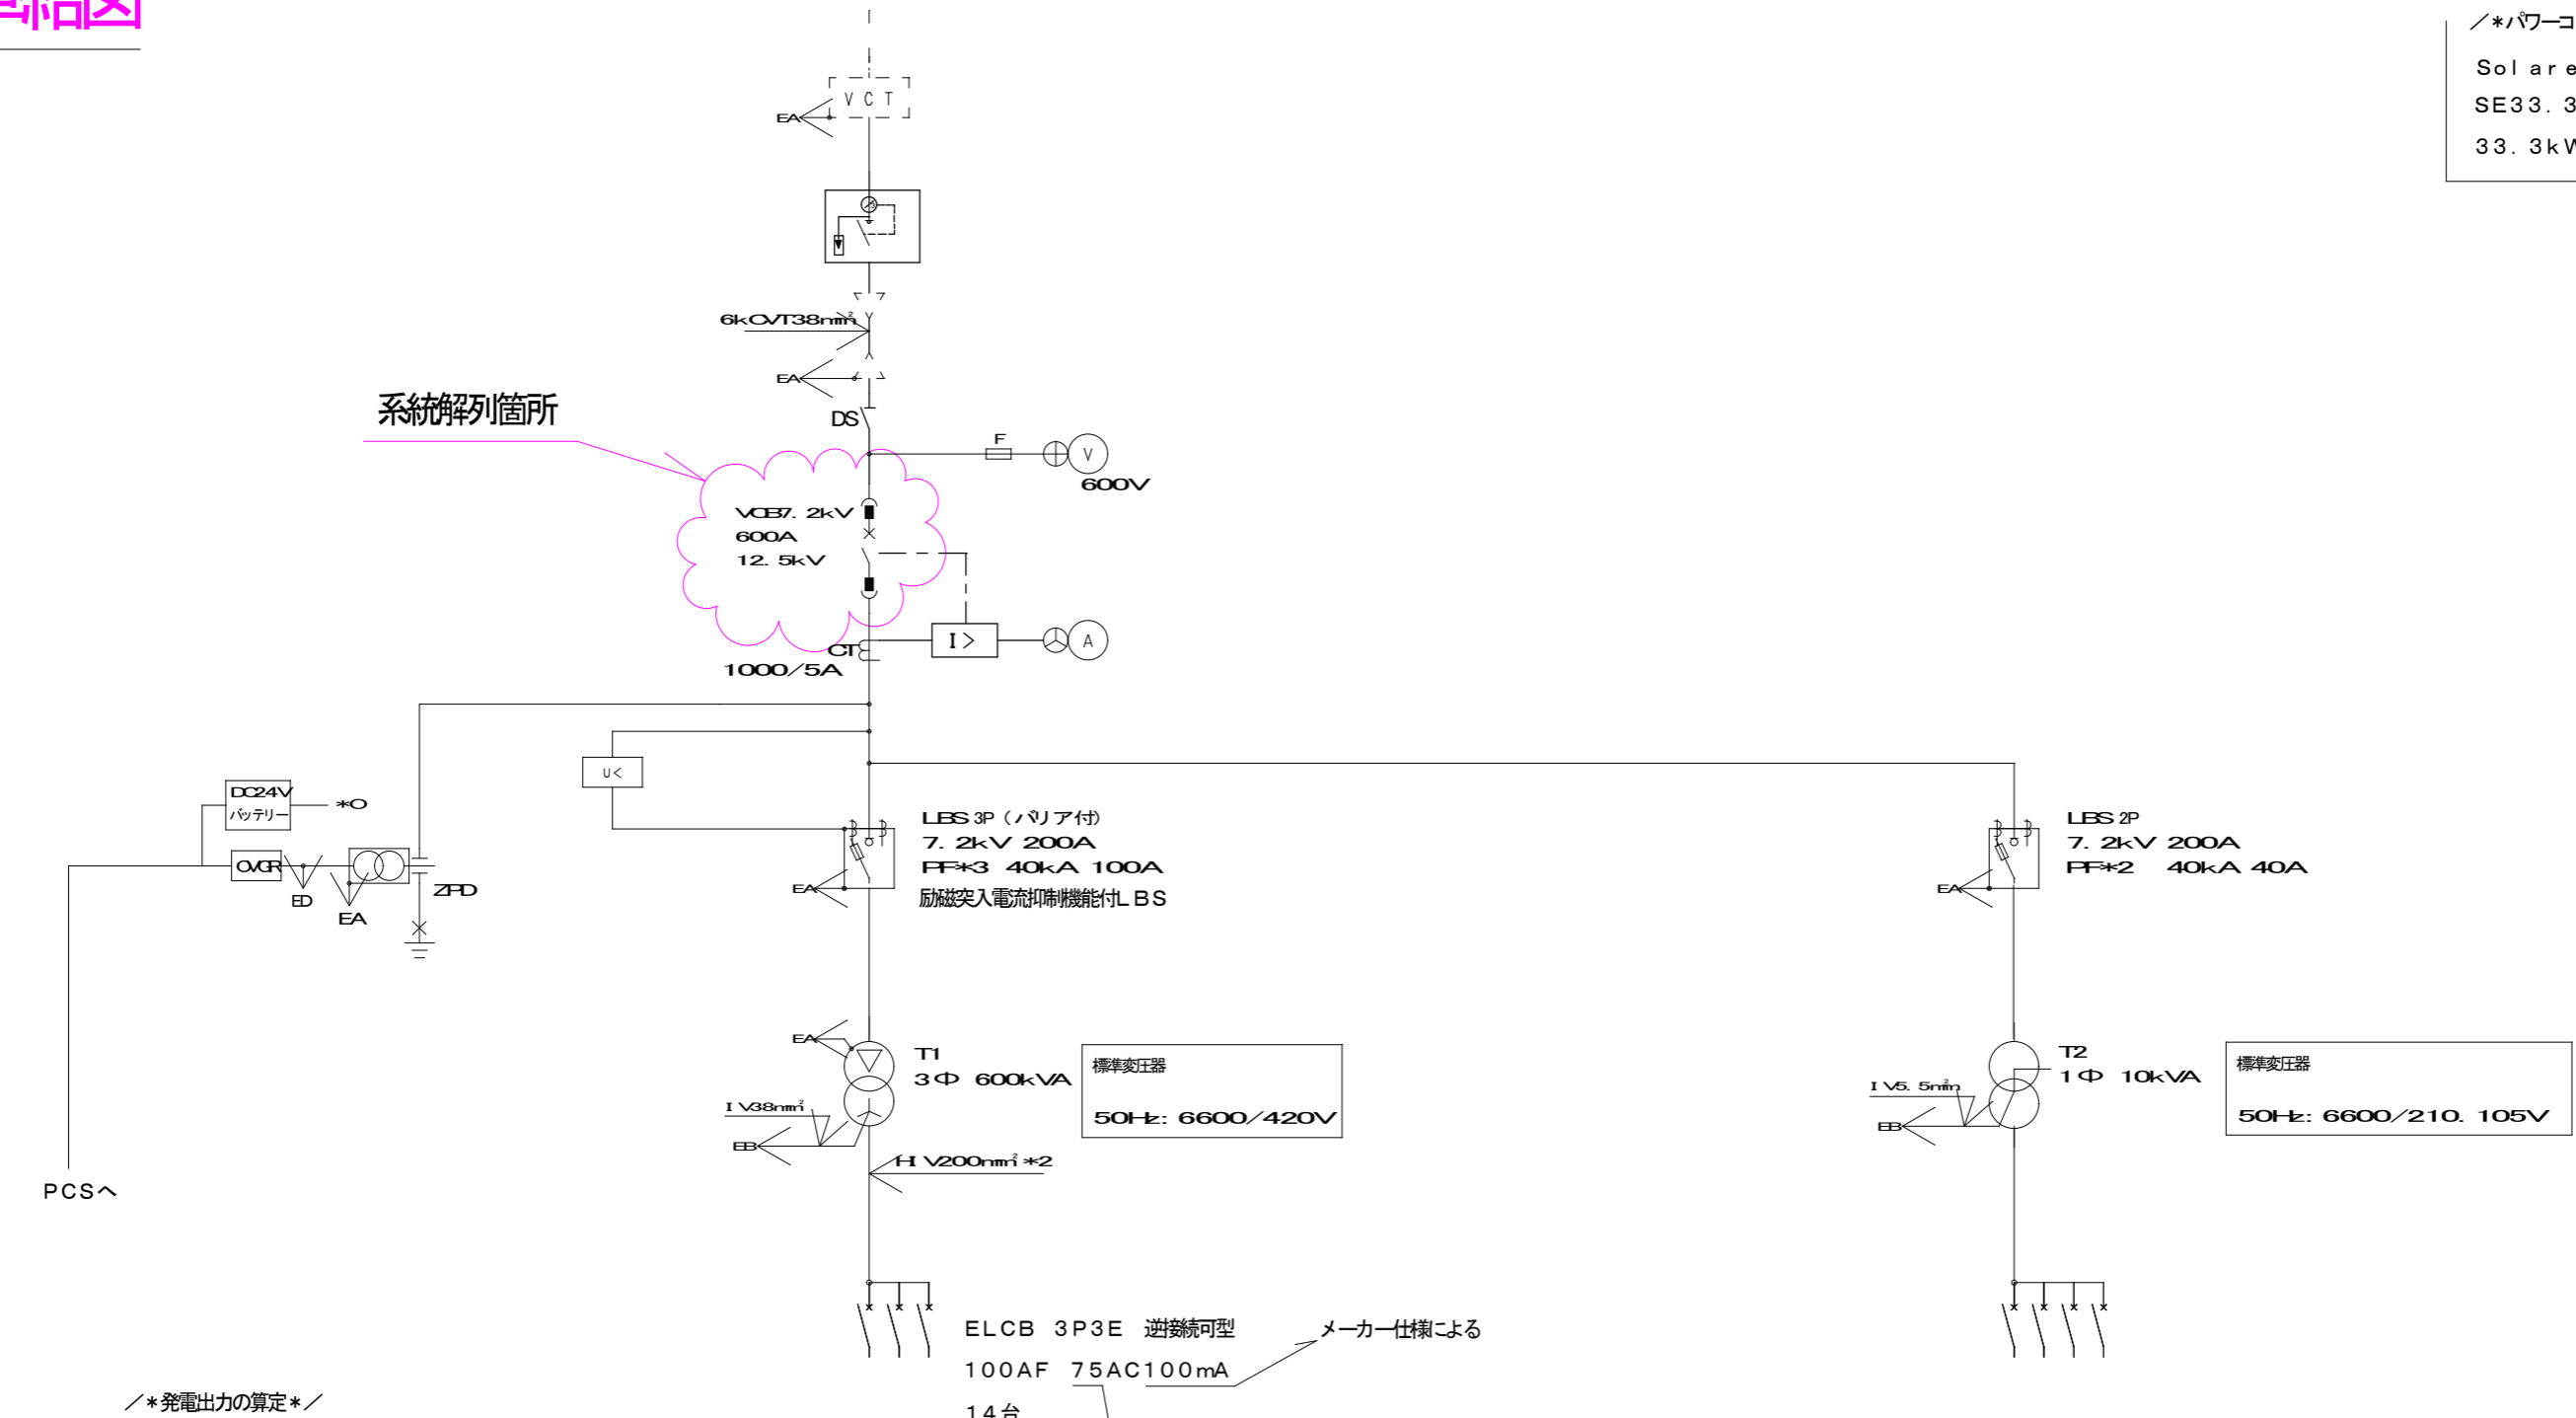 単結図
／*パワーコ
Solare
SE33. 3
33. 3kW
VCT
EA
6kCVT38mm²
EA
DS
系統解列箇所
F
V
600V
VCB7. 2kV
600A
12. 5kV
I >
A
CT
1000/5A
U<
DC24V
バッテリー
*O
OVGR
ED
EA
ZPD
LBS 3P（バリア付）
7. 2kV 200A
PF*3 40kA 100A
励磁突入電流抑制機能付LBS
EA
LBS 2P
7. 2kV 200A
PF*2 40kA 40A
EA
EA
T1
3Φ 600kVA
標準変圧器
50Hz: 6600/420V
IV38mm²
EB
HIV200mm²*2
T2
1Φ 10kVA
標準変圧器
50Hz: 6600/210. 105V
IV5. 5mm²
EB
PCSへ
ELCB 3P3E 逆接続可型
メーカー仕様による
100AF 75AC100mA
14台
／*発電出力の算定*／